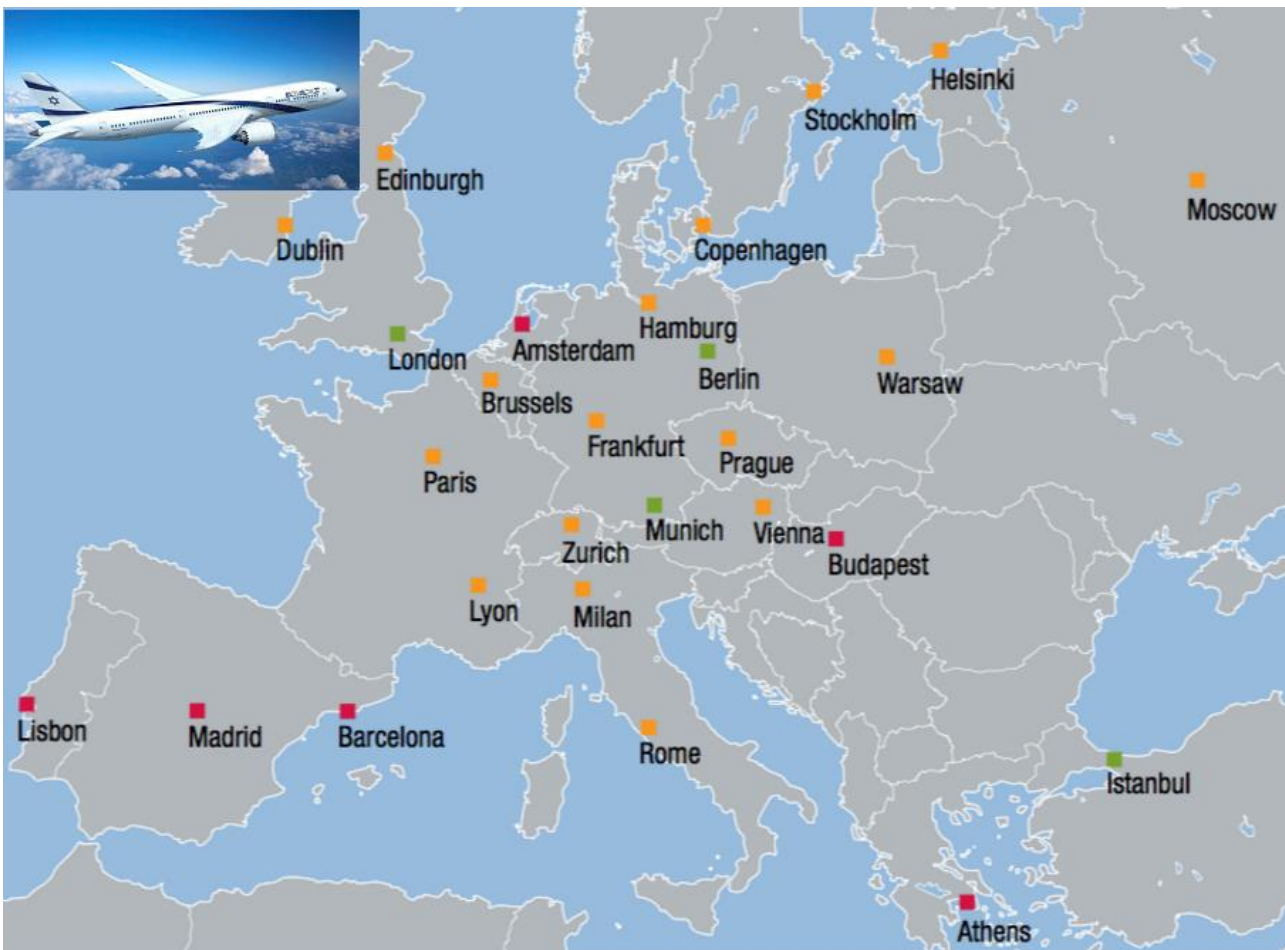 Helsinki
Stockholm
Edinburgh
Moscow
Dublin
Copenhagen
Hamburg
London
Amsterdam
Berlin
Warsaw
Brussels
Frankfurt
Prague
Paris
Munich
Vienna
Zurich
Budapest
Lyon
Milan
Lisbon
Madrid
Barcelona
Rome
Istanbul
Athens